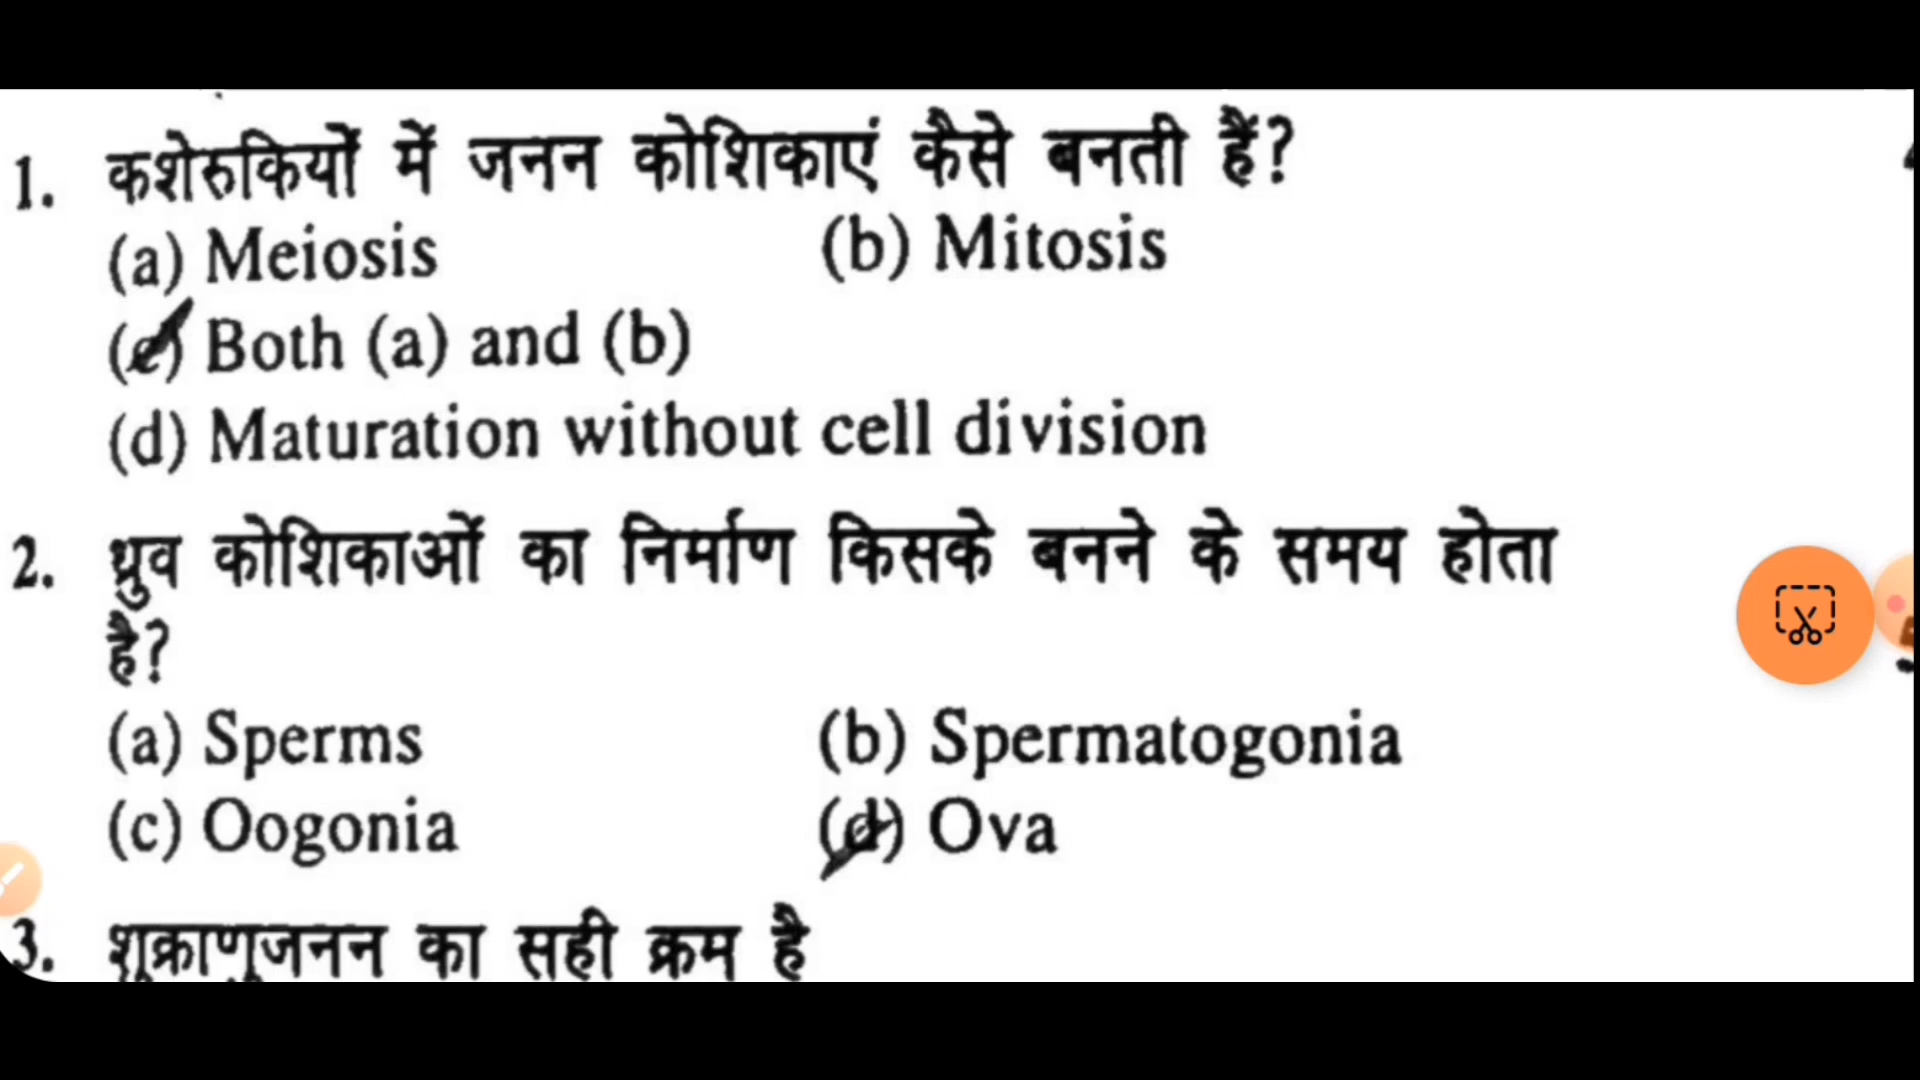 1. कशेरुकियों में जनन कोशिकाएं कैसे बनती हैं?
(a) Meiosis (b) Mitosis
(c) Both (a) and (b)
(d) Maturation without cell division
2. ध्रुव कोशिकाओं का निर्माण किसके बनने के समय होता
है?
(a) Sperms (b) Spermatogonia
(c) Oogonia (d) Ova
3. शुक्राणुजनन का सही क्रम है